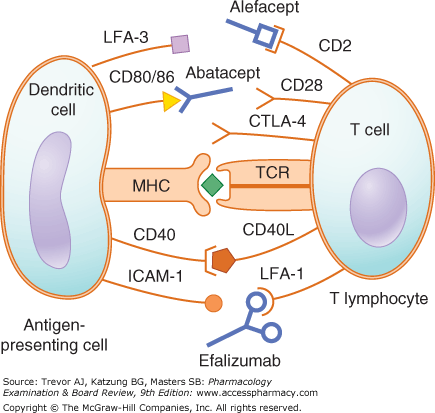 Alefacept
LFA-3
CD2
CD80/86
Abatacept
CD28
Dendritic
cell
CTLA-4
T cell
MHC
TCR
CD40
CD40L
ICAM-1
LFA-1
T lymphocyte
Antigen-
presenting cell
Efalizumab
Source: Trevor AJ, Katzung BG, Masters SB: Pharmacology
Examination & Board Review, 9th Edition: www.accesspharmacy.com
Copyright © The McGraw-Hill Companies, Inc. All rights reserved.